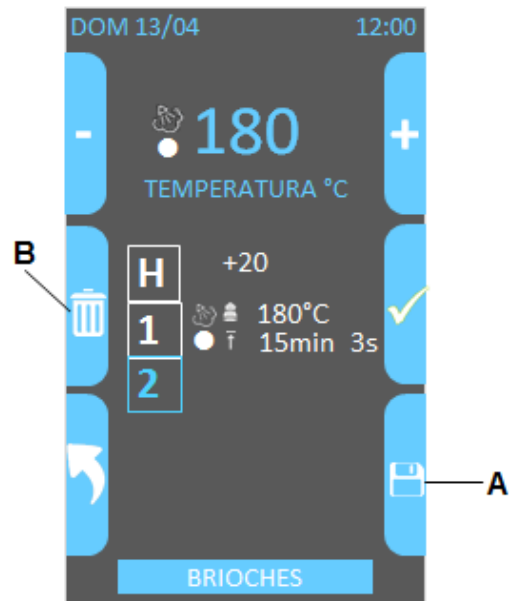 DOM 13/04 12:00
- 180 +
TEMPERATURA °C
B
H +20
1 180°C
15min 3s
2
A
BRIOCHES